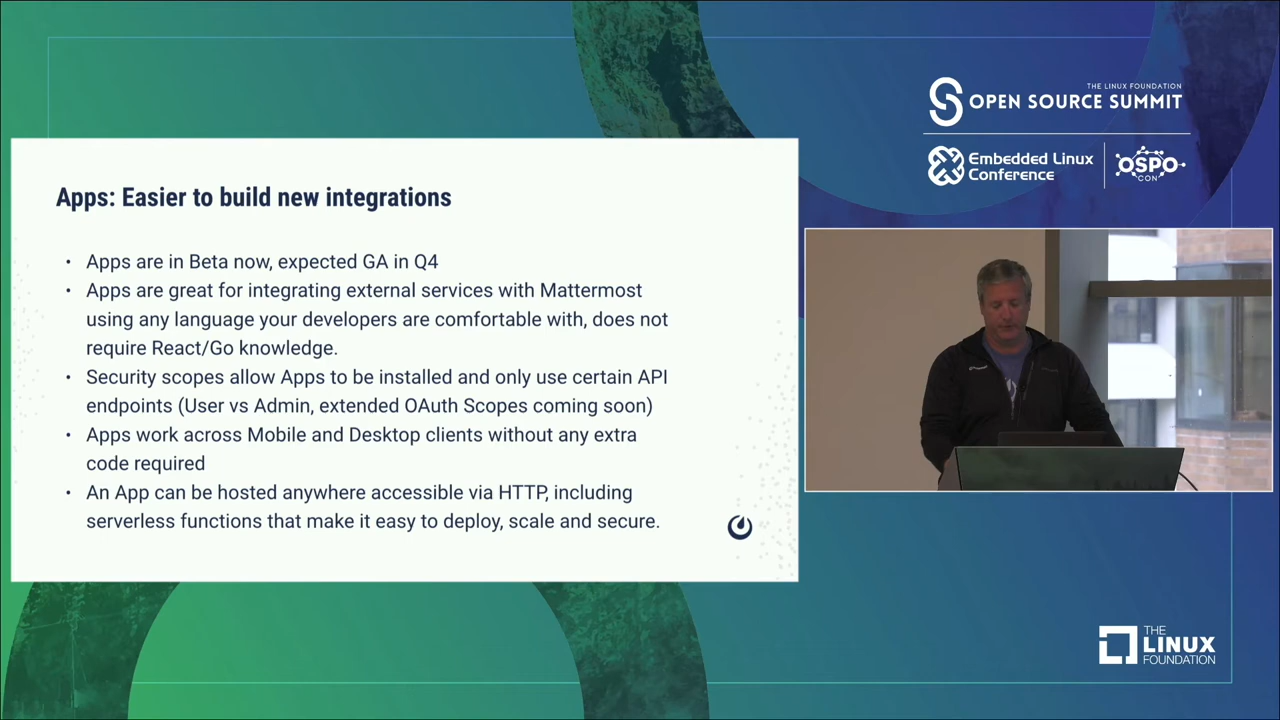 THE LINUX FOUNDATION
OPEN SOURCE SUMMIT
Embedded Linux
Conference
OSPO
CON
Apps: Easier to build new integrations
• Apps are in Beta now, expected GA in Q4
• Apps are great for integrating external services with Mattermost
using any language your developers are comfortable with, does not
require React/Go knowledge.
• Security scopes allow Apps to be installed and only use certain API
endpoints (User vs Admin, extended OAuth Scopes coming soon)
• Apps work across Mobile and Desktop clients without any extra
code required
• An App can be hosted anywhere accessible via HTTP, including
serverless functions that make it easy to deploy, scale and secure.
THE
LINUX
FOUNDATION